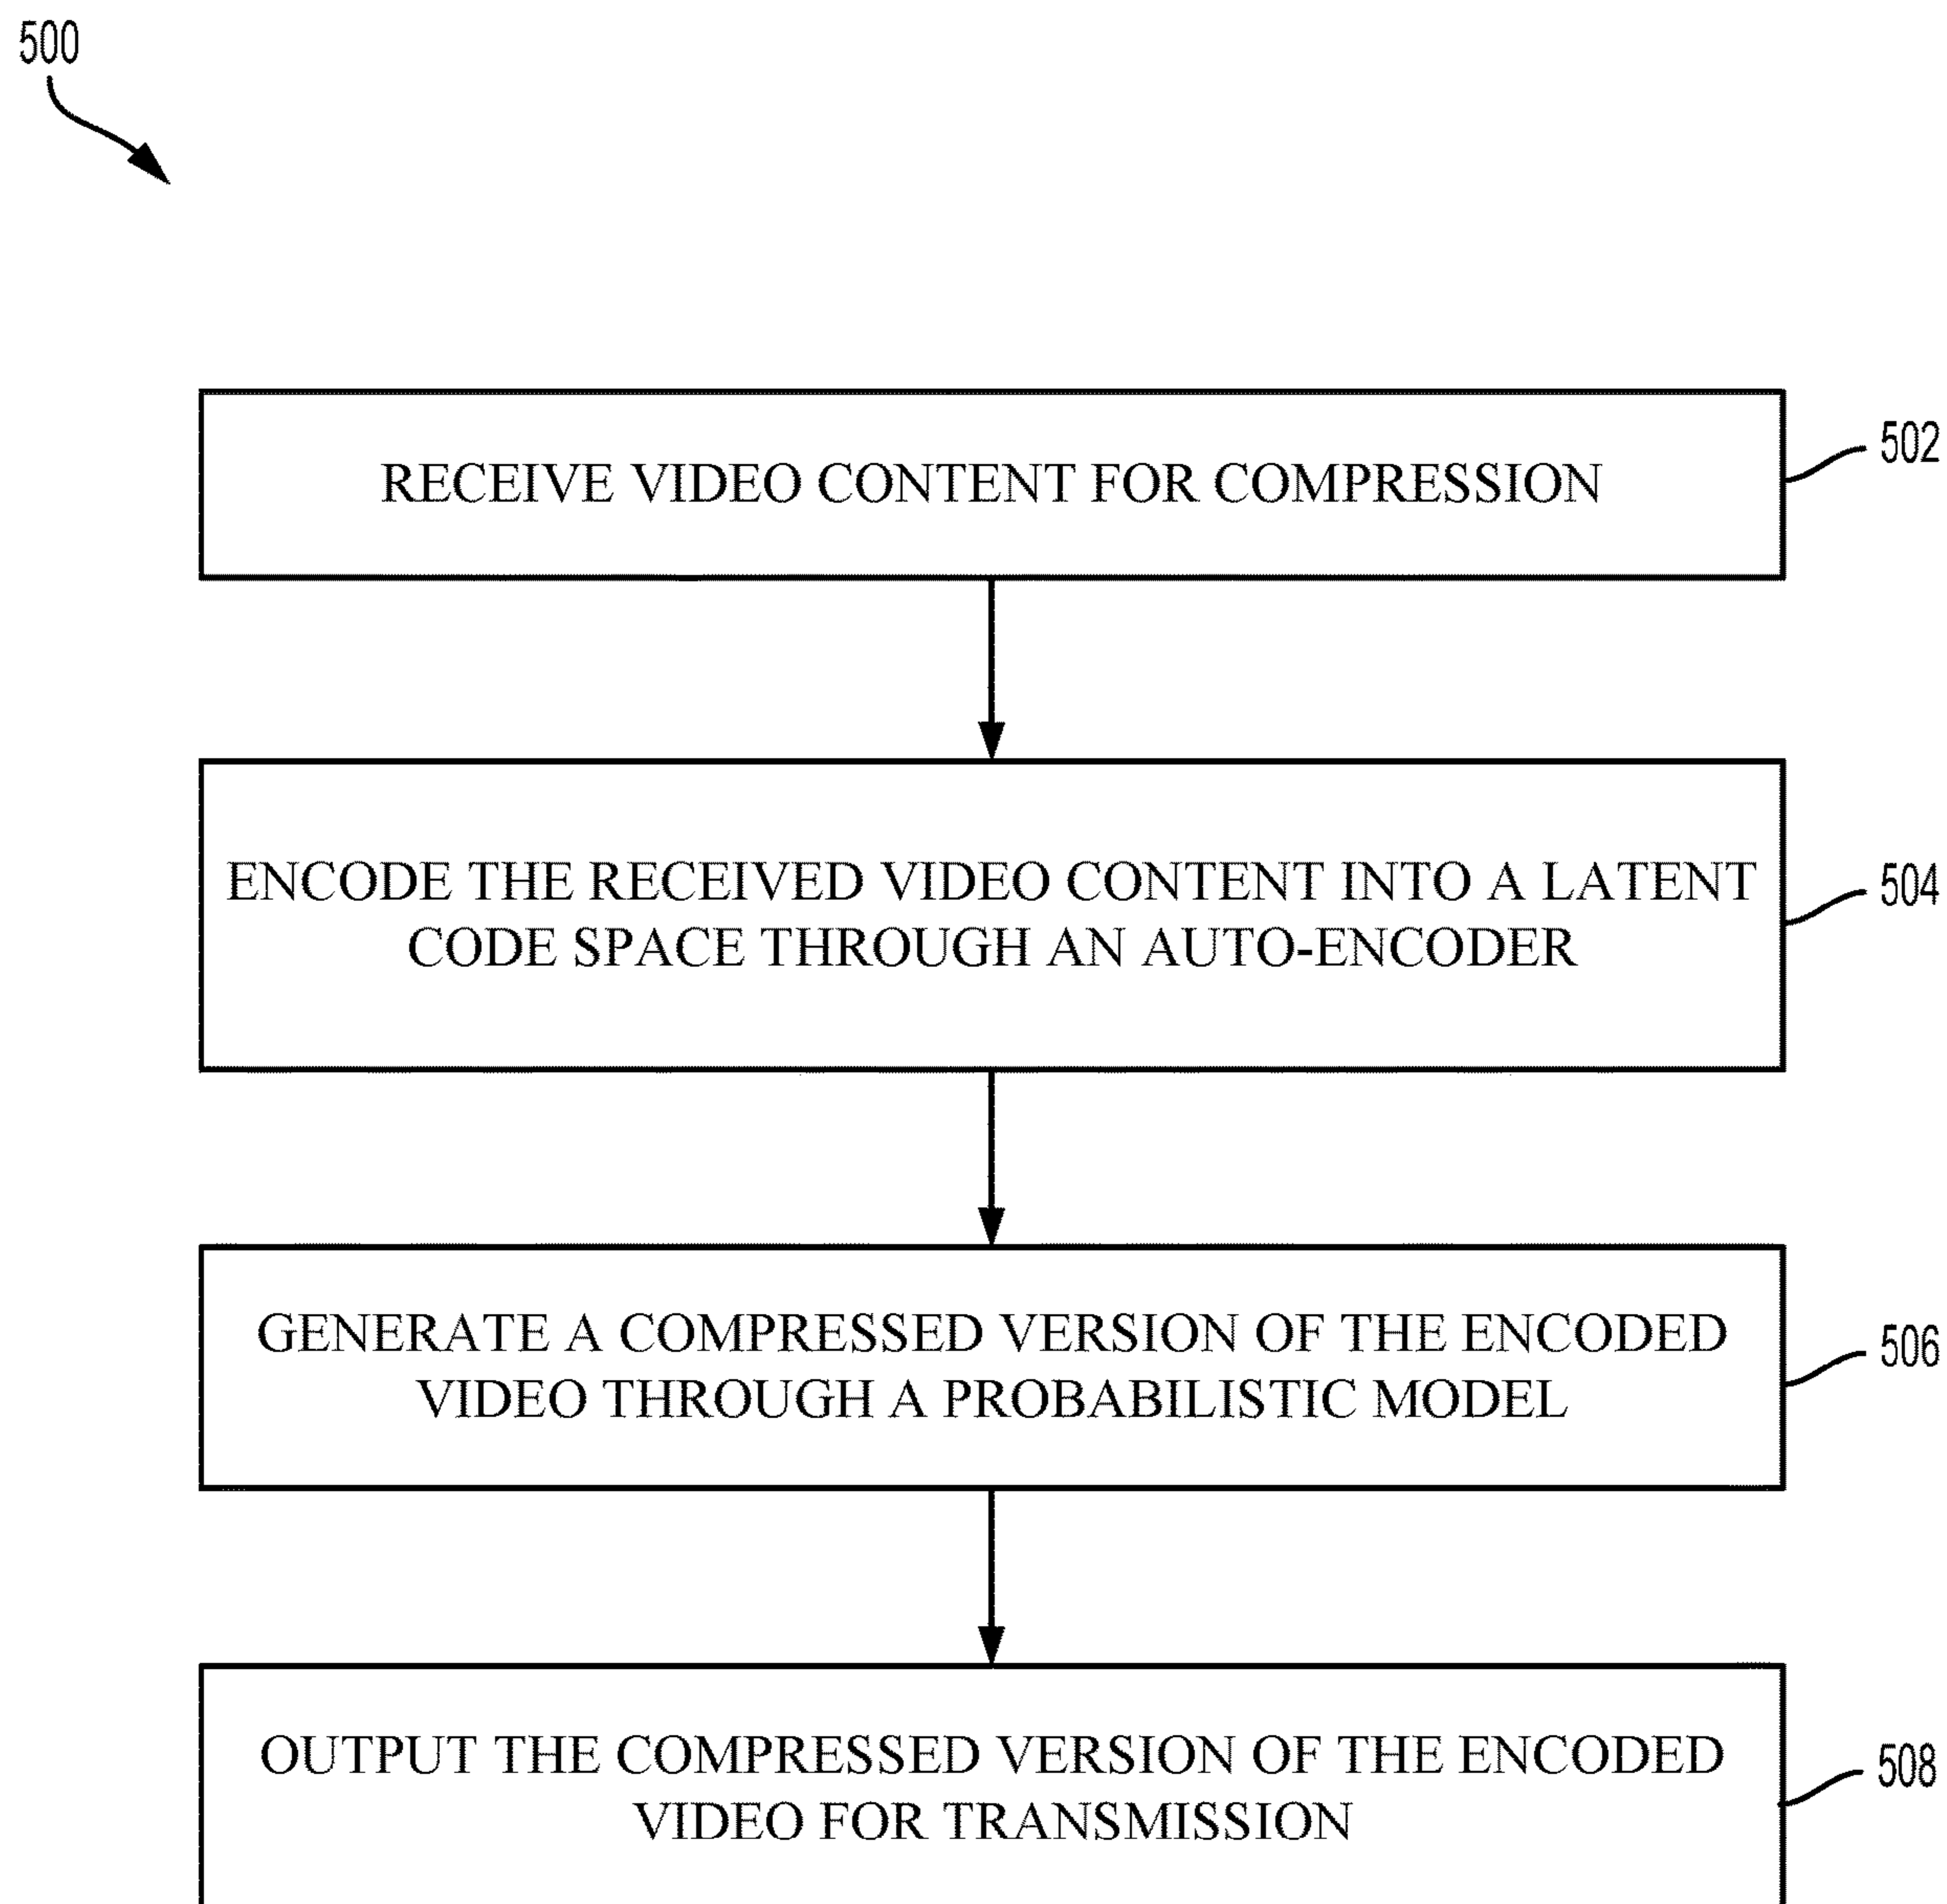 500
RECEIVE VIDEO CONTENT FOR COMPRESSION
502
ENCODE THE RECEIVED VIDEO CONTENT INTO A LATENT
CODE SPACE THROUGH AN AUTO-ENCODER
504
GENERATE A COMPRESSED VERSION OF THE ENCODED
VIDEO THROUGH A PROBABILISTIC MODEL
506
OUTPUT THE COMPRESSED VERSION OF THE ENCODED
VIDEO FOR TRANSMISSION
508